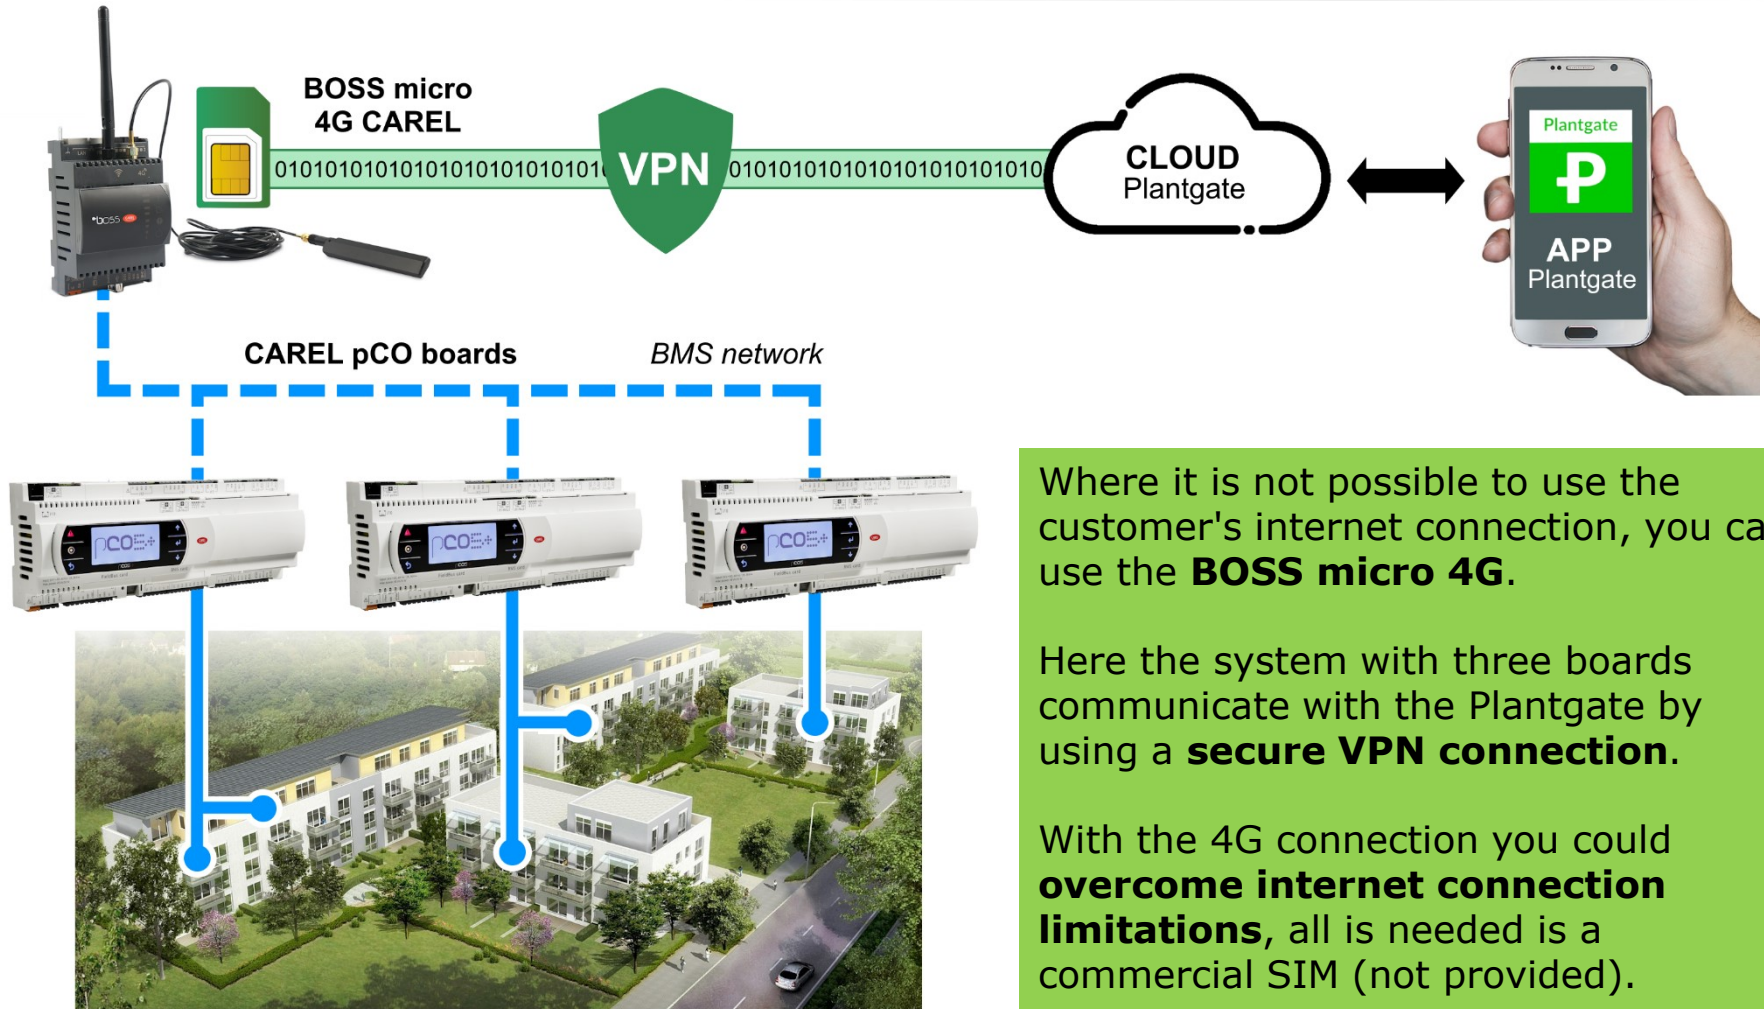 BOSS micro
4G CAREL
VPN
CLOUD
Plantgate
Plantgate
APP
Plantgate
boss
CAREL pCO boards
BMS network
Where it is not possible to use the
customer's internet connection, you ca
use the BOSS micro 4G.
Here the system with three boards
communicate with the Plantgate by
using a secure VPN connection.
With the 4G connection you could
overcome internet connection
limitations, all is needed is a
commercial SIM (not provided).